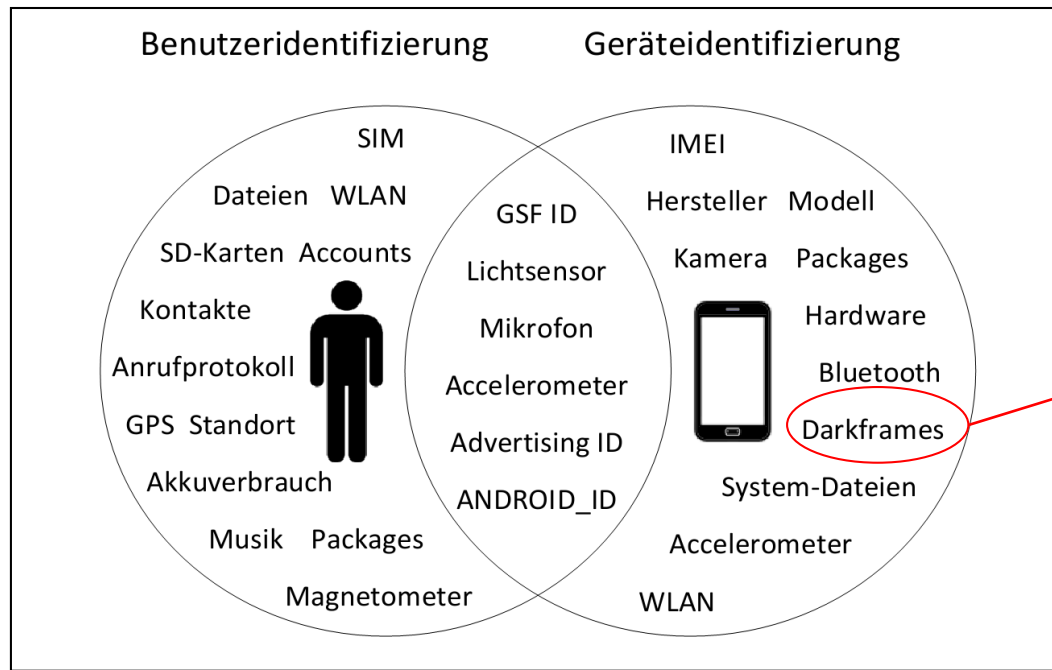 Benutzeridentifizierung
Geräteidentifizierung
SIM
Dateien WLAN
SD-Karten Accounts
Kontakte
Anrufprotokoll
GPS Standort
Akkuverbrauch
Musik Packages
Magnetometer
GSF ID
Lichtsensor
Mikrofon
Accelerometer
Advertising ID
ANDROID_ID
IMEI
Hersteller Modell
Kamera Packages
Hardware
Bluetooth
Darkframes
System-Dateien
Accelerometer
WLAN